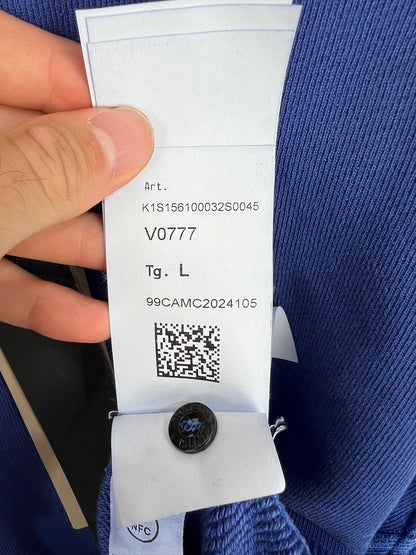 Art.
K1S156100032S0045
V0777
Tg. L
99CAMC2024105
NFC